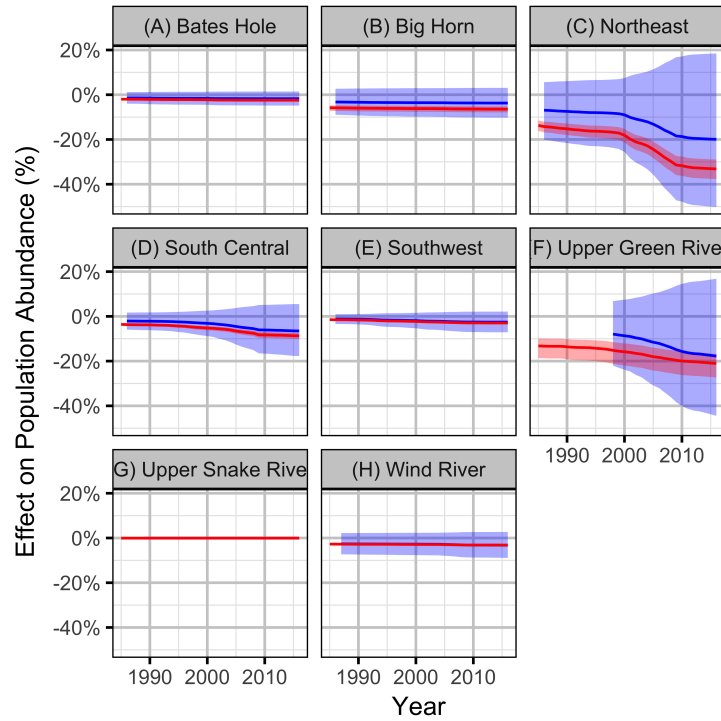 (A) Bates Hole
(B) Big Horn
(C) Northeast
20%
0%
-20%
-40%
(D) South Central
(E) Southwest
(F) Upper Green Rive
20%
0%
-20%
-40%
1990 2000 2010
G) Upper Snake Rive
(H) Wind River
20%
0%
-20%
-40%
1990 2000 2010
1990 2000 2010
Effect on Population Abundance (%)
Year